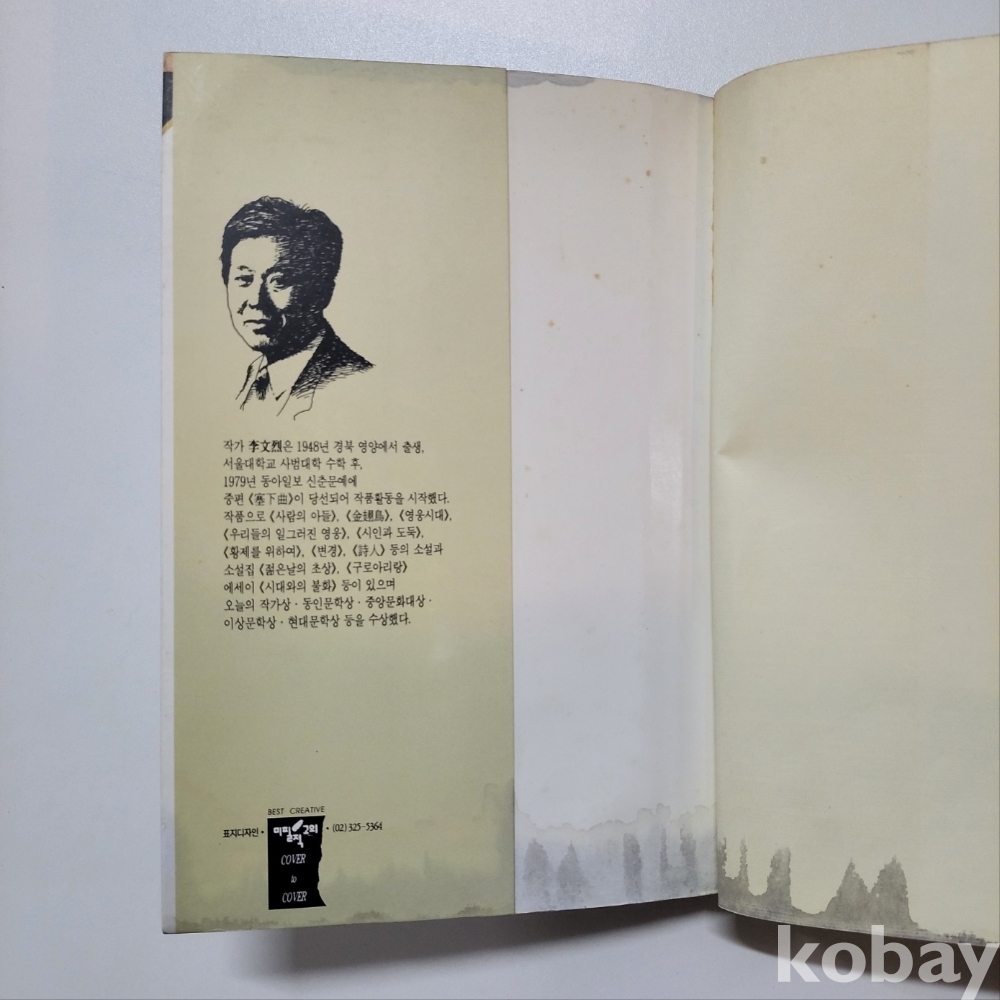 작가 李文烈은 1948년 경북 영양에서 출생,
서울대학교 사범대학 수학 후,
1979년 동아일보 신춘문예에
중편 《塞下曲》이 당선되어 작품활동을 시작했다.
작품으로 《사람의 아들》, 《金翅鳥》, 《영웅시대》,
《우리들의 일그러진 영웅》, 《시인과 도둑》,
《황제를 위하여》, 《변경》, 《詩人》 등의 소설과
소설집 《젊은날의 초상》, 《구로아리랑》
에세이 《시대와의 불화》 등이 있으며
오늘의 작가상·동인문학상·중앙문화대상·
이상문학상·현대문학상 등을 수상했다.
BEST CREATIVE
표지디자인· 미필적고의 ·(02) 325-5364
COVER
to
COVER
kobay